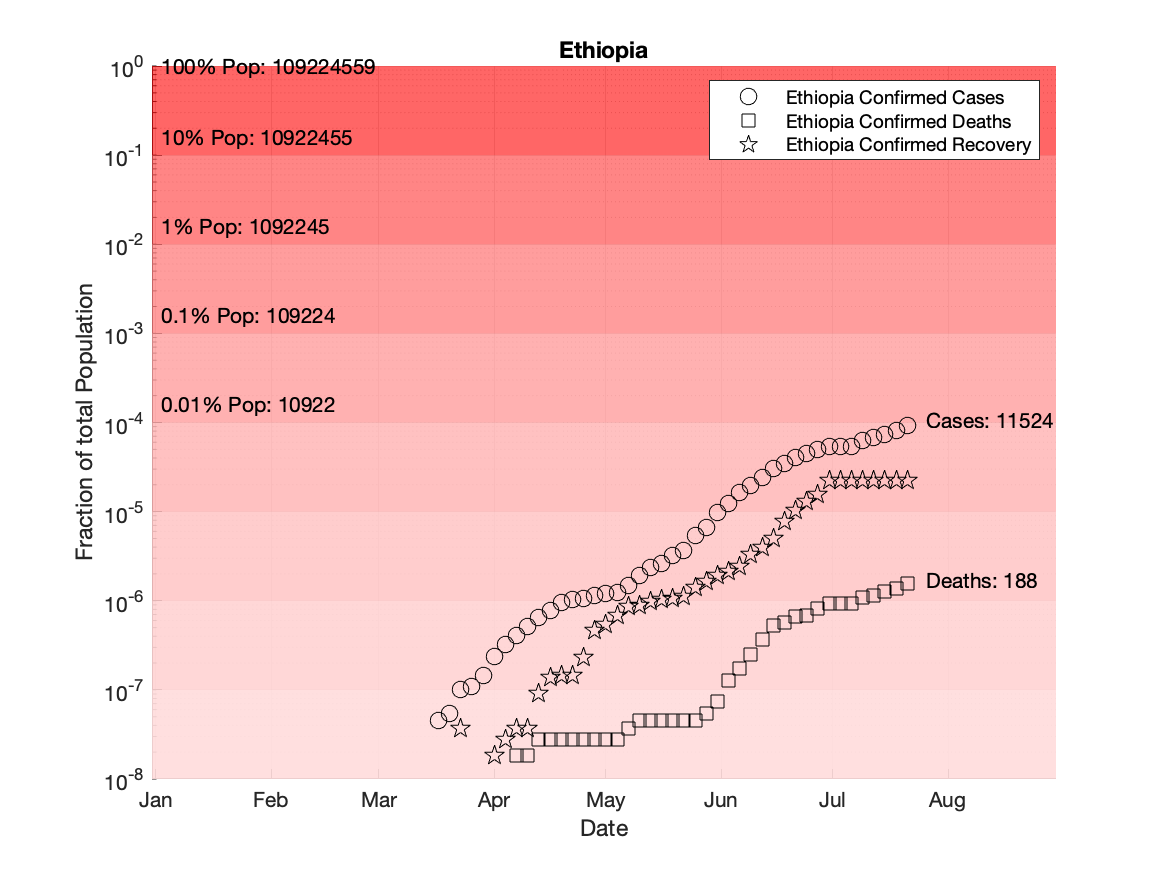 Ethiopia
10^0
100% Pop: 109224559
Ethiopia Confirmed Cases
Ethiopia Confirmed Deaths
Ethiopia Confirmed Recovery
10% Pop: 10922455
10^-1
1% Pop: 1092245
10^-2
0.1% Pop: 109224
10^-3
0.01% Pop: 10922
10^-4
Cases: 11524
10^-5
Deaths: 188
10^-6
10^-7
10^-8
Fraction of total Population
Jan Feb Mar Apr May Jun Jul Aug
Date